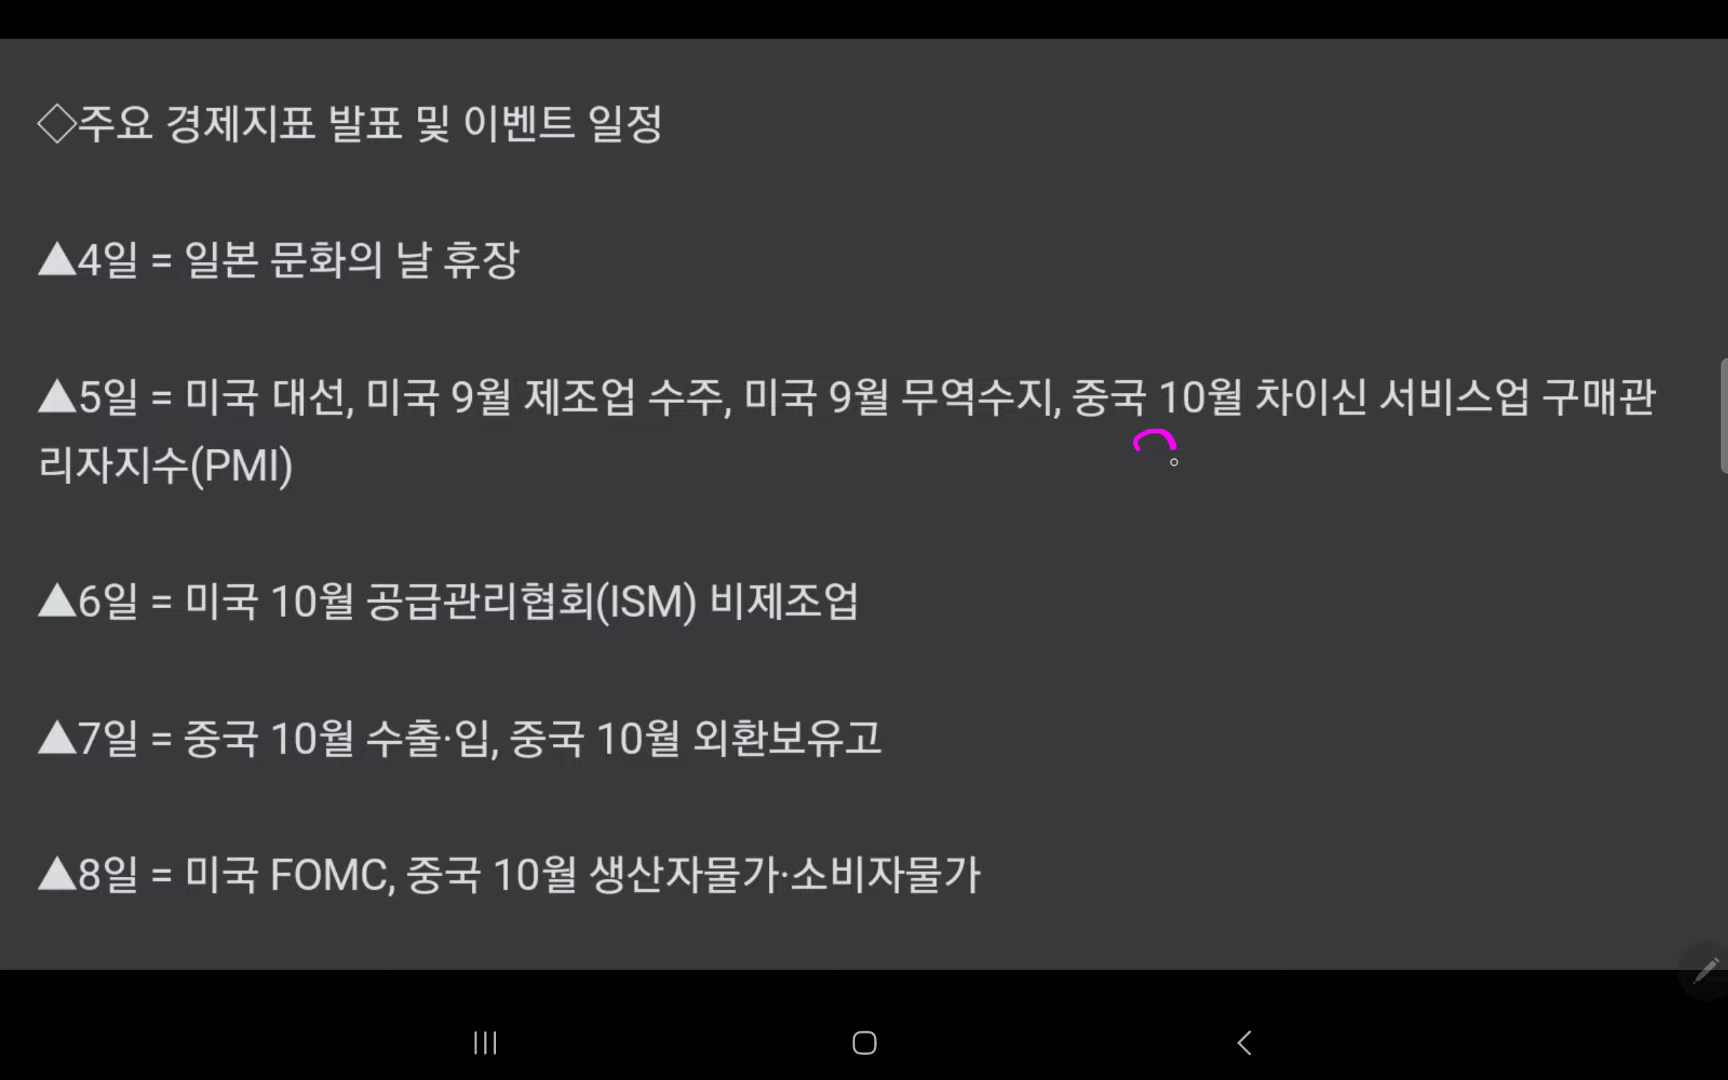 ◇주요 경제지표 발표 및 이벤트 일정
▲4일 = 일본 문화의 날 휴장
▲5일 = 미국 대선, 미국 9월 제조업 수주, 미국 9월 무역수지, 중국 10월 차이신 서비스업 구매관
리자지수(PMI)
▲6일 = 미국 10월 공급관리협회(ISM) 비제조업
▲7일 = 중국 10월 수출·입, 중국 10월 외환보유고
▲8일 = 미국 FOMC, 중국 10월 생산자물가·소비자물가